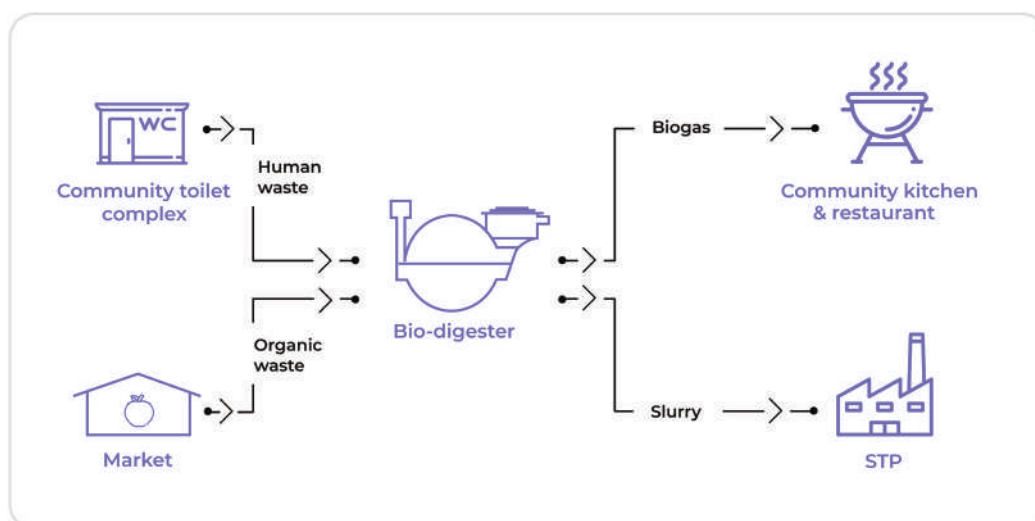 WC
Community toilet
complex
Human
waste
Organic
waste
Market
Bio-digester
Biogas
Community kitchen
& restaurant
Slurry
STP